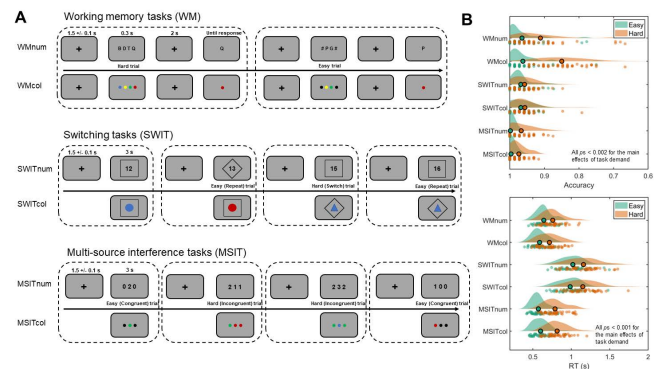 A
Working memory tasks (WM)
1.5 +/- 0.1 s
0.3 s
2 s
Until response
WMnum
+
B D T Q
+
Q
+
# P G #
+
P
Hard trial
Easy trial
WMcol
+
+
+
+
Switching tasks (SWIT)
1.5 +/- 0.1 s
3 s
SWITnum
+
12
+
13
+
15
+
16
Easy (Repeat) trial
Hard (Switch) trial
Easy (Repeat) trial
SWITcol
Multi-source interference tasks (MSIT)
1.5 +/- 0.1 s
3 s
MSITnum
+
0 2 0
+
2 1 1
+
2 3 2
+
1 0 0
Easy (Congruent) trial
Hard (Incongruent) trial
Hard (Incongruent) trial
Easy (Congruent) trial
MSITcol
B
Easy
Hard
WMnum
WMcol
SWITnum
SWITcol
MSITnum
MSITcol
All ps < 0.002 for the main
effects of task demand
1
0.9
0.8
0.7
0.6
Accuracy
Easy
Hard
WMnum
WMcol
SWITnum
SWITcol
MSITnum
MSITcol
All ps < 0.001 for
the main effects of
task demand
0.5
1
1.5
2
RT (s)